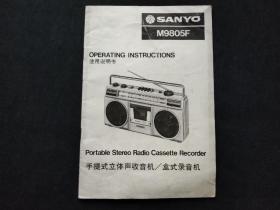 SANYO
M9805F
OPERATING INSTRUCTIONS
使用说明书
Portable Stereo Radio Cassette Recorder
手提式立体声收音机／盒式录音机